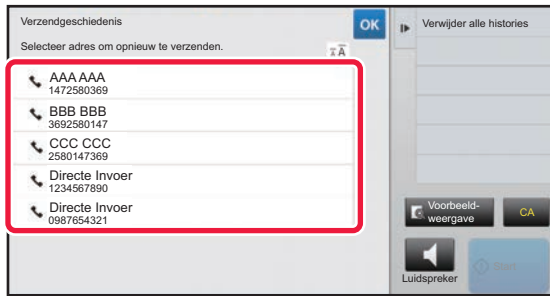 Verzendgeschiedenis
OK
Verwijder alle histories
Selecteer adres om opnieuw te verzenden.
AAA AAA
1472580369
BBB BBB
3692580147
CCC CCC
2580147369
Directe Invoer
1234567890
Directe Invoer
0987654321
Voorbeeld-
weergave
CA
Luidspreker
Start